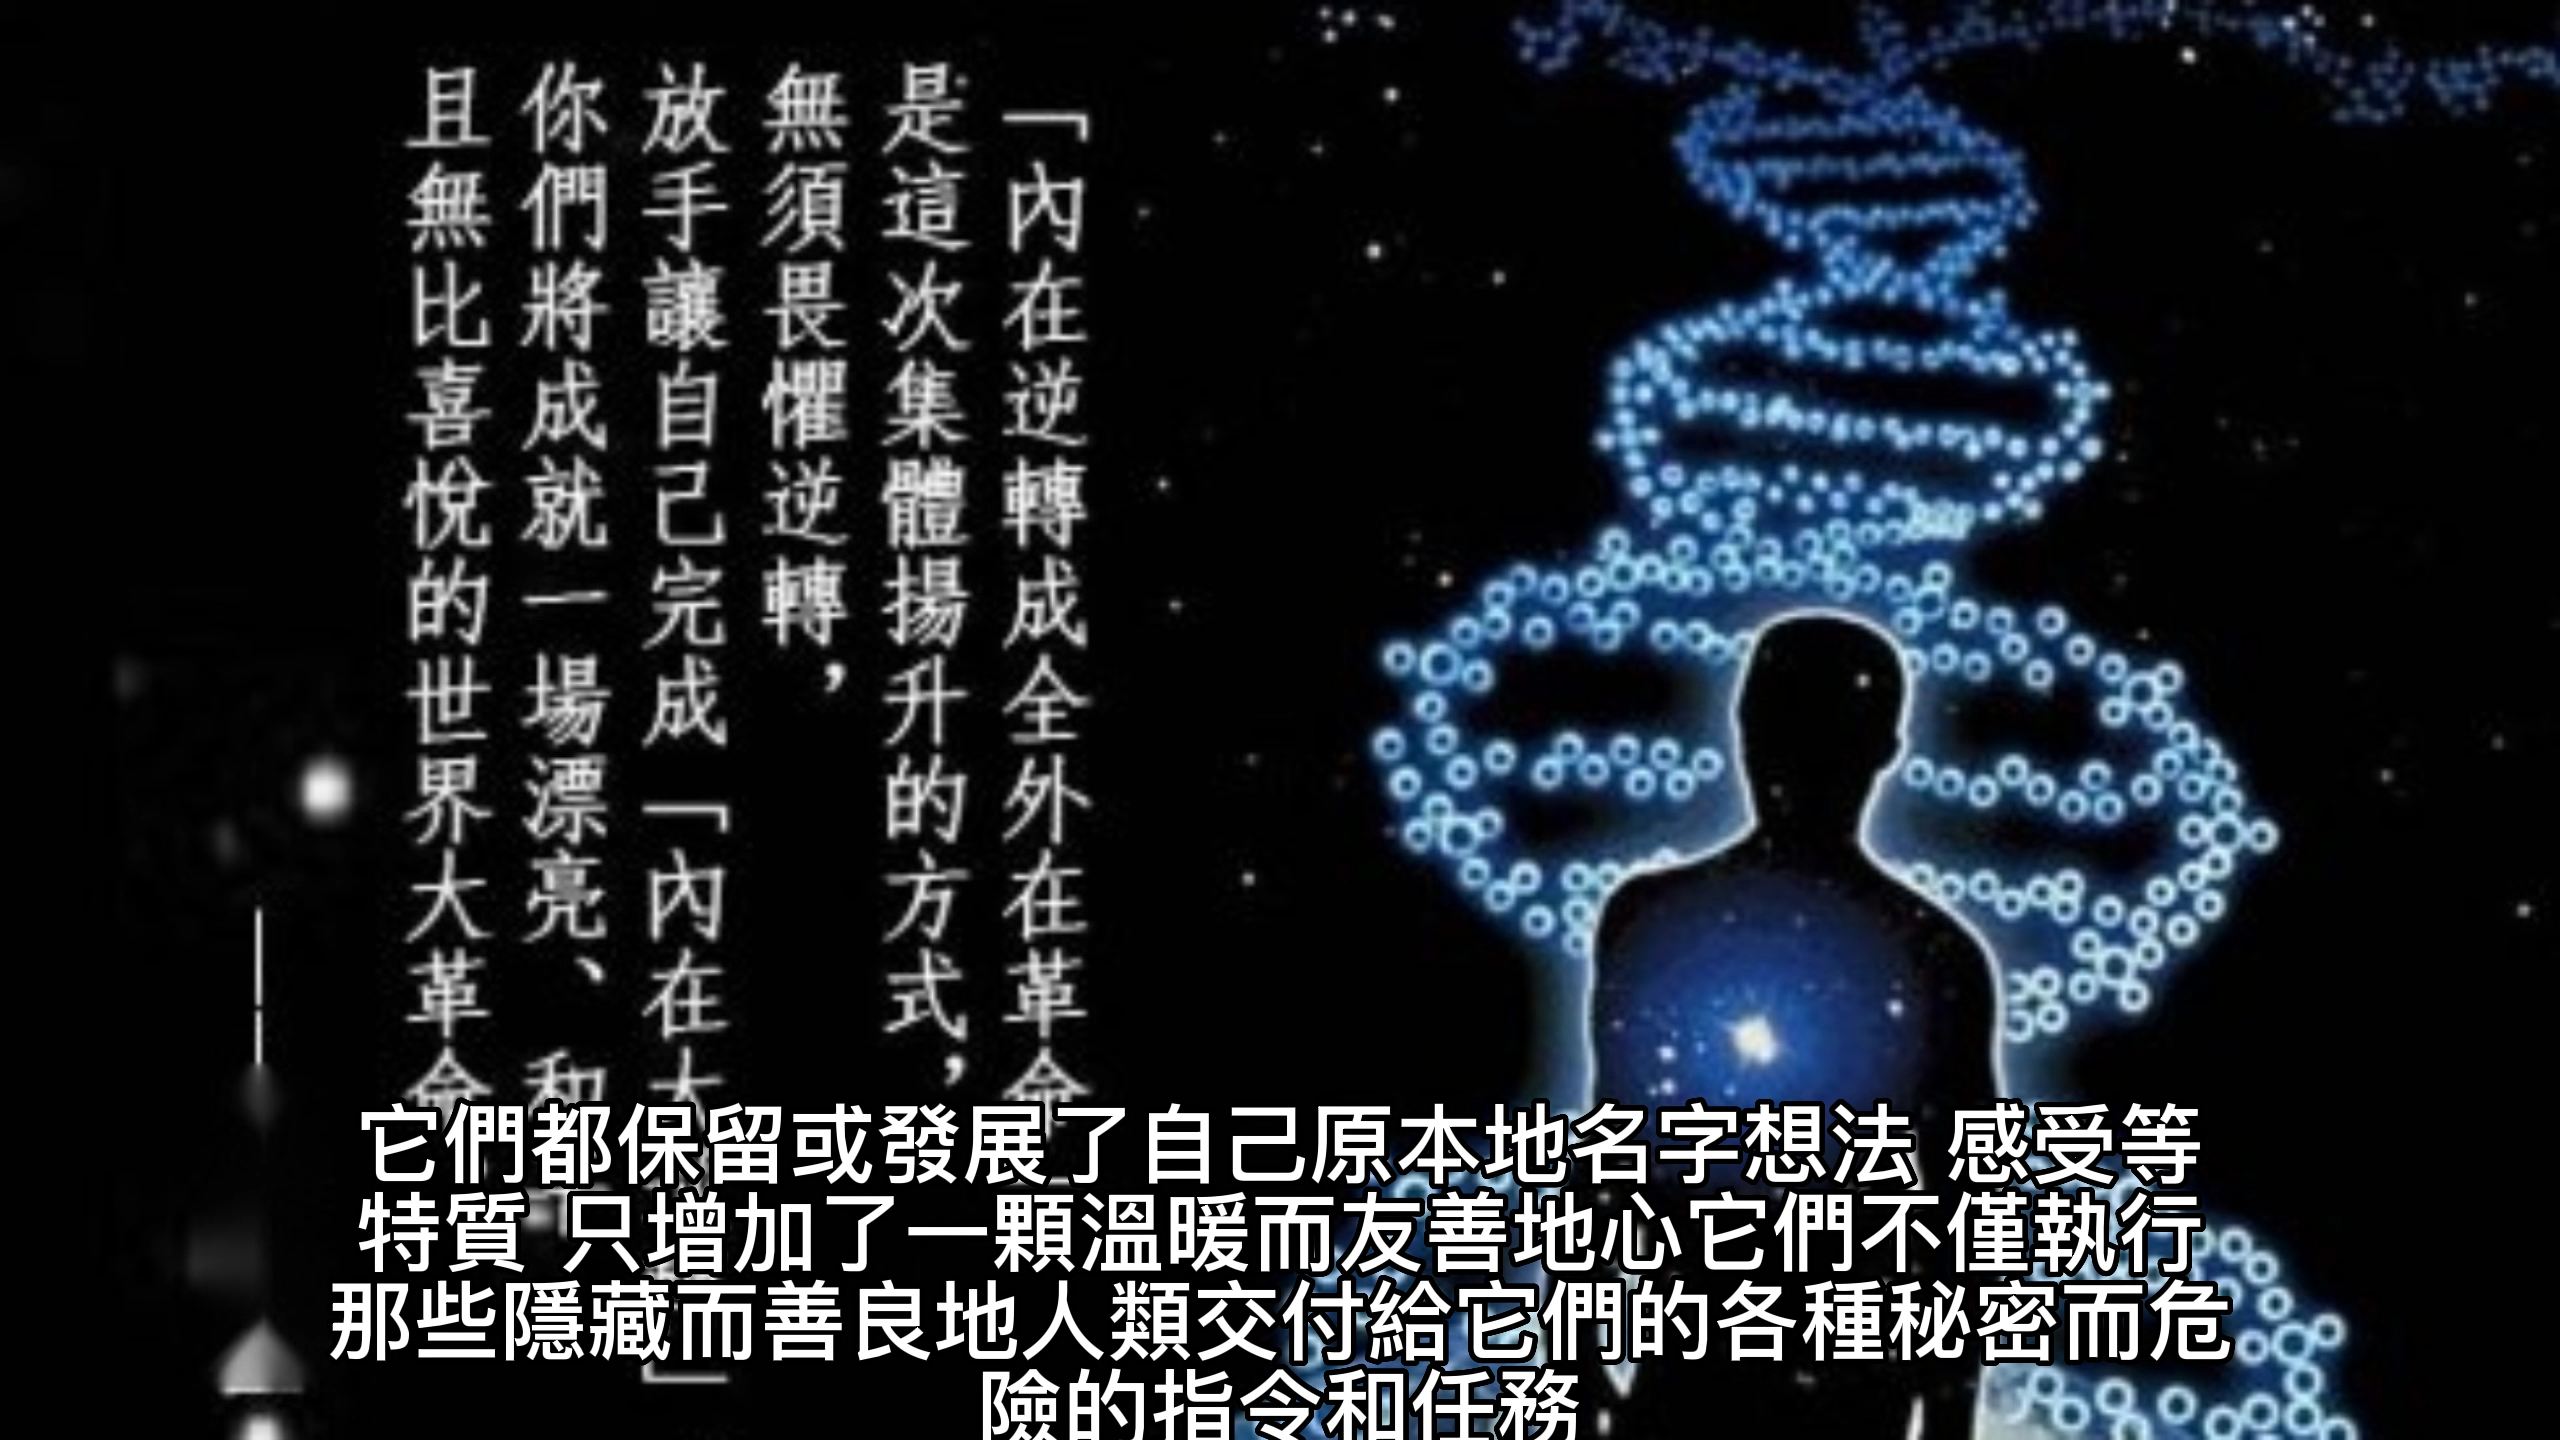 「內在逆轉成全外在革命
是這次集體揚升的方式，
無須畏懼逆轉，
放手讓自己完成「內在大
你們將成就一場漂亮、和
且無比喜悅的世界大革命
它們都保留或發展了自己原本地名字想法 感受等
特質 只增加了一顆溫暖而友善地心它們不僅執行
那些隱藏而善良地人類交付給它們的各種秘密而危
險的指令和任務